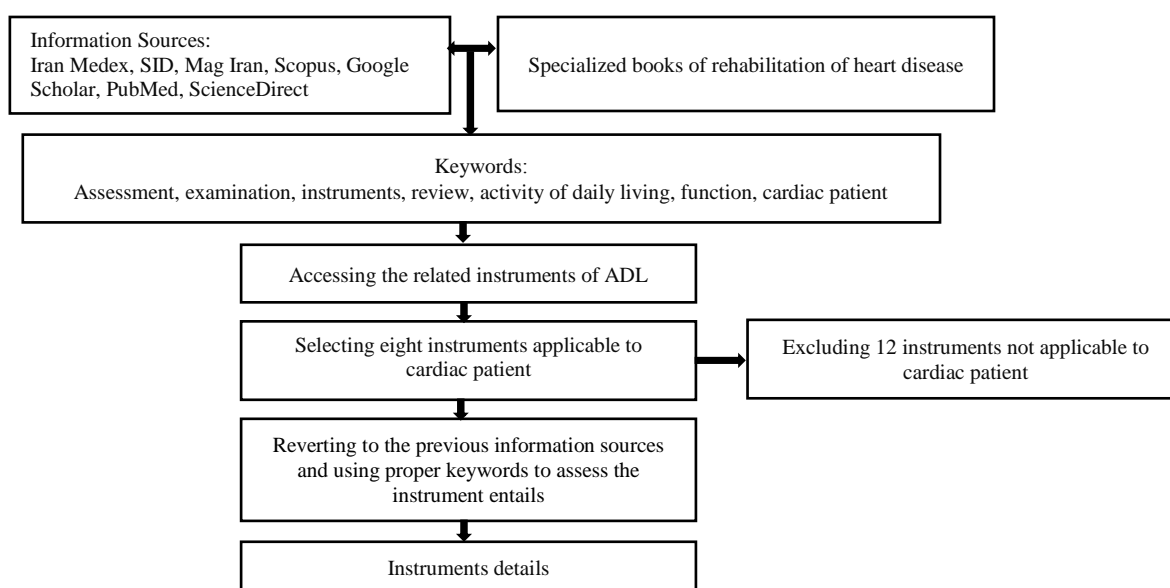 Information Sources:
Iran Medex, SID, Mag Iran, Scopus, Google
Scholar, PubMed, ScienceDirect
Specialized books of rehabilitation of heart disease
Keywords:
Assessment, examination, instruments, review, activity of daily living, function, cardiac patient
Accessing the related instruments of ADL
Selecting eight instruments applicable to
cardiac patient
Excluding 12 instruments not applicable to
cardiac patient
Reverting to the previous information sources
and using proper keywords to assess the
instrument entails
Instruments details